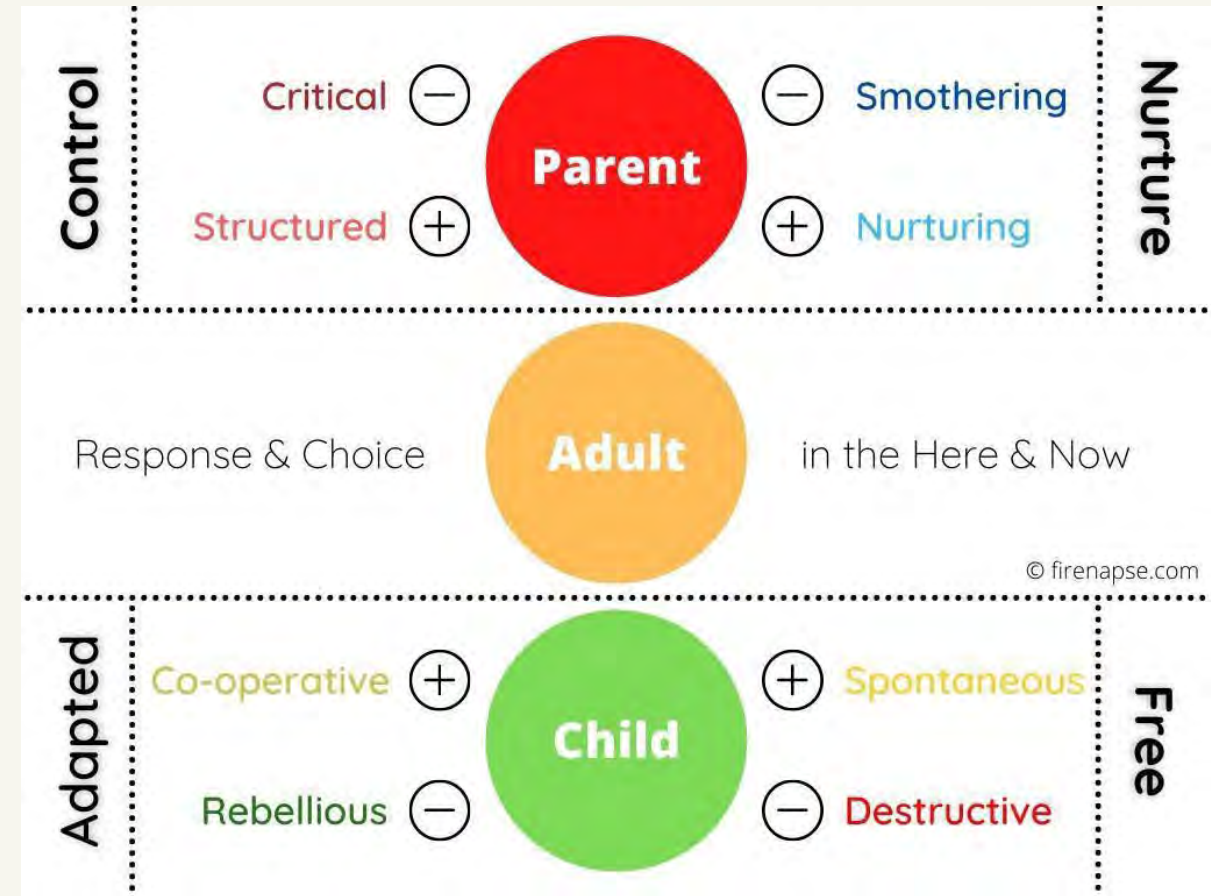 Control
Critical −
Structured +
Parent
− Smothering
+ Nurturing
Nurture
Response & Choice
Adult
in the Here & Now
© firenapse.com
Adapted
Co-operative +
Rebellious −
Child
+ Spontaneous
− Destructive
Free